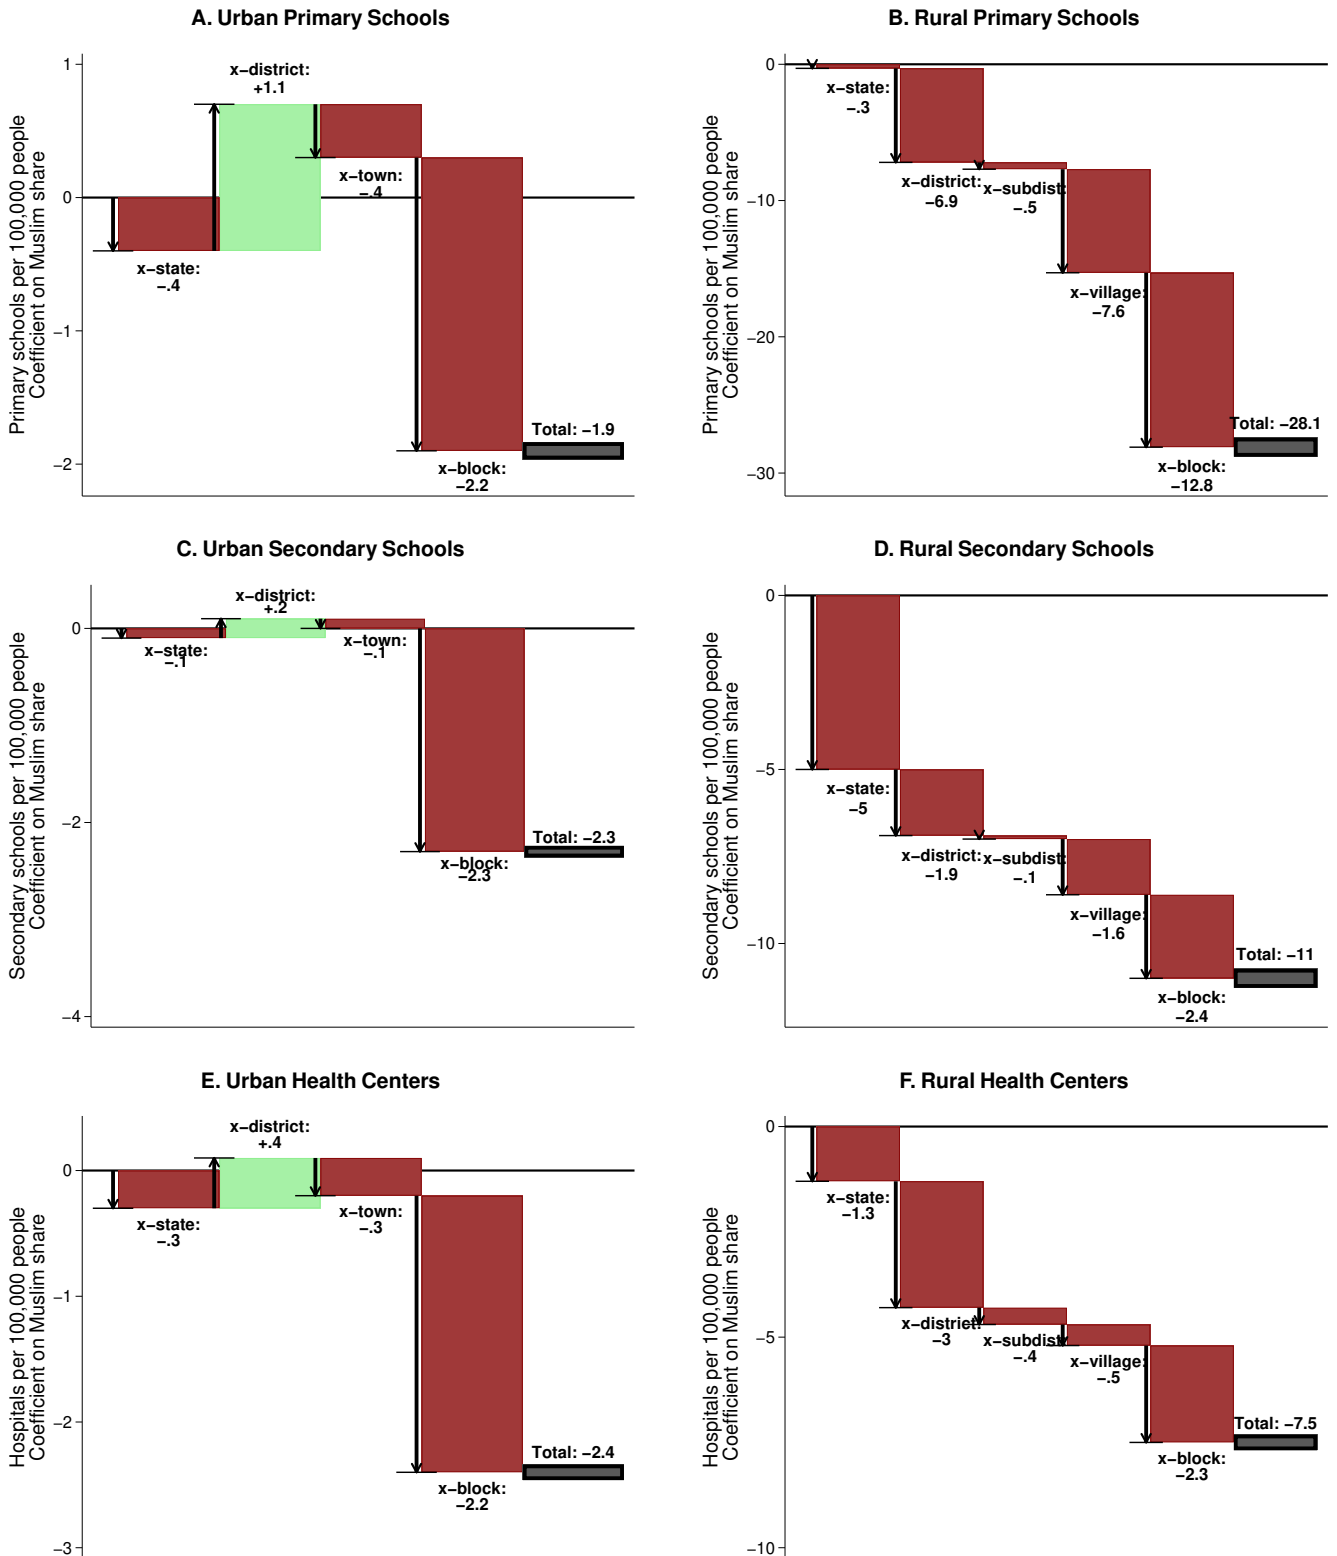 A. Urban Primary Schools
Primary schools per 100,000 people
Coefficient on Muslim share
1
0
−1
−2
x−state:
−.4
x−district:
+1.1
x−town:
−.4
x−block:
−2.2
Total: −1.9
B. Rural Primary Schools
Primary schools per 100,000 people
Coefficient on Muslim share
0
−10
−20
−30
x−state:
−.3
x−district:
−6.9
x−subdist:
−.5
x−village:
−7.6
x−block:
−12.8
Total: −28.1
C. Urban Secondary Schools
Secondary schools per 100,000 people
Coefficient on Muslim share
0
−2
−4
x−state:
−.1
x−district:
+.2
x−town:
−.1
x−block:
−2.3
Total: −2.3
D. Rural Secondary Schools
Secondary schools per 100,000 people
Coefficient on Muslim share
0
−5
−10
x−state:
−5
x−district:
−1.9
x−subdist:
−.1
x−village:
−1.6
x−block:
−2.4
Total: −11
E. Urban Health Centers
Hospitals per 100,000 people
Coefficient on Muslim share
0
−1
−2
−3
x−state:
−.3
x−district:
+.4
x−town:
−.3
x−block:
−2.2
Total: −2.4
F. Rural Health Centers
Hospitals per 100,000 people
Coefficient on Muslim share
0
−5
−10
x−state:
−1.3
x−district:
−3
x−subdist:
−.4
x−village:
−.5
x−block:
−2.3
Total: −7.5